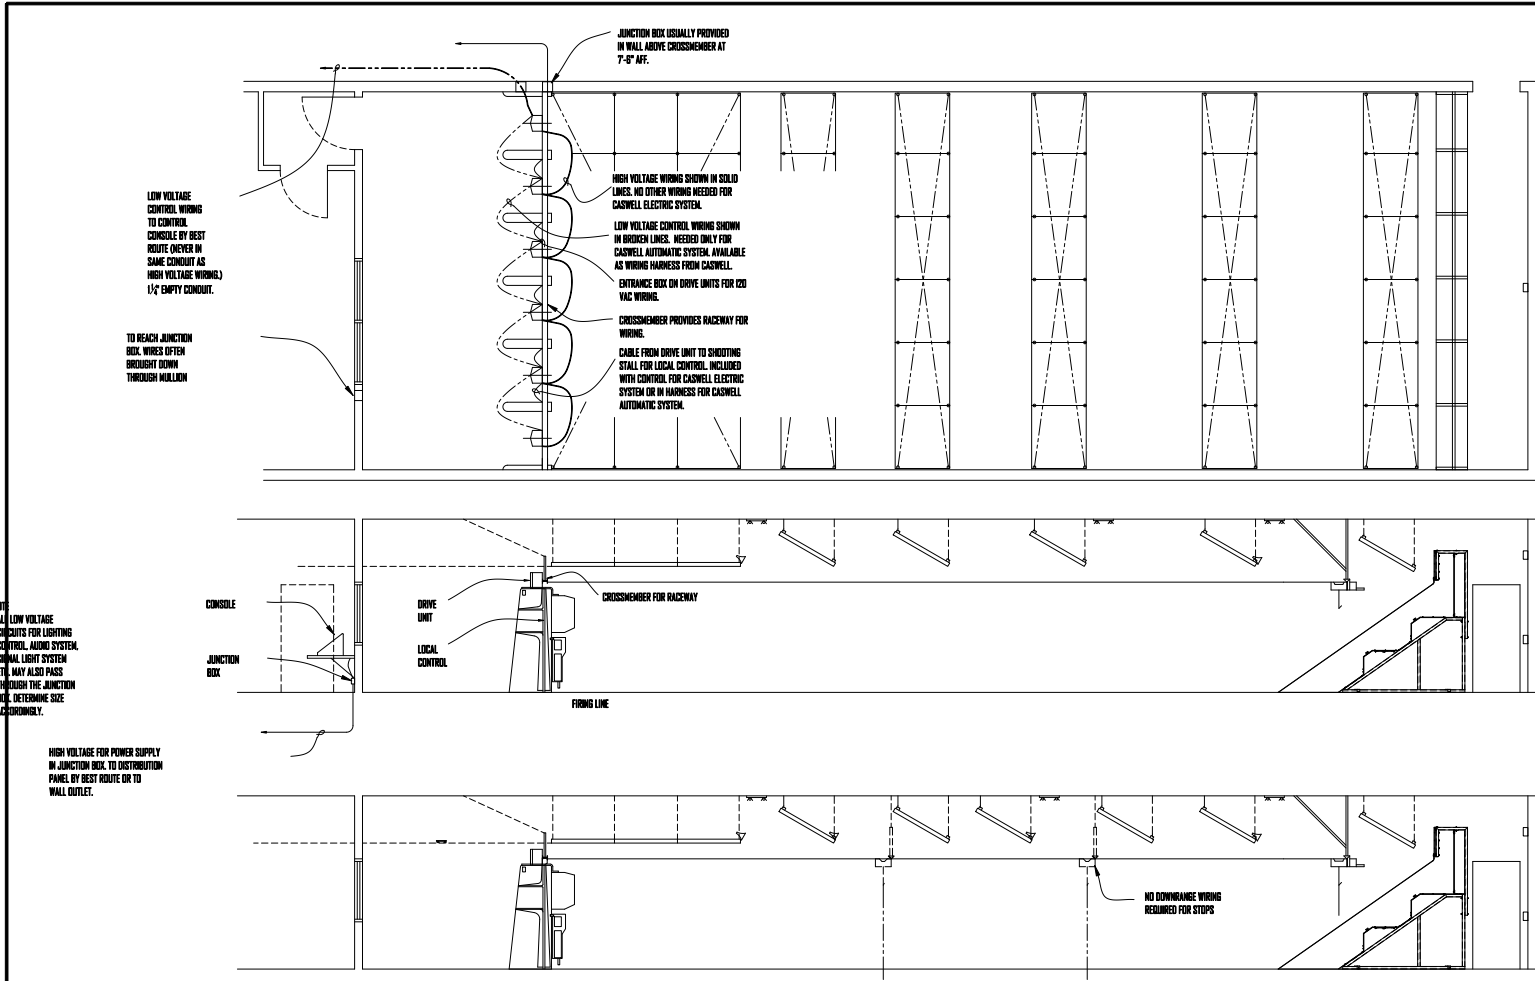 JUNCTION BOX USUALLY PROVIDED
IN WALL ABOVE CROSSMEMBER AT
7'-6" AFF.
LOW VOLTAGE
CONTROL WIRING
TO CONTROL
CONSOLE BY BEST
ROUTE (NEVER IN
SAME CONDUIT AS
HIGH VOLTAGE WIRING.)
1¼" EMPTY CONDUIT.
TO REACH JUNCTION
BOX. WIRES OFTEN
BROUGHT DOWN
THROUGH MULLION
HIGH VOLTAGE WIRING SHOWN IN SOLID
LINES. NO OTHER WIRING NEEDED FOR
CASWELL ELECTRIC SYSTEM.
LOW VOLTAGE CONTROL WIRING SHOWN
IN BROKEN LINES. NEEDED ONLY FOR
CASWELL AUTOMATIC SYSTEM. AVAILABLE
AS WIRING HARNESS FROM CASWELL.
ENTRANCE BOX ON DRIVE UNITS FOR 120
VAC WIRING.
CROSSMEMBER PROVIDES RACEWAY FOR
WIRING.
CABLE FROM DRIVE UNIT TO SHOOTING
STALL FOR LOCAL CONTROL. INCLUDED
WITH CONTROL FOR CASWELL ELECTRIC
SYSTEM OR IN HARNESS FOR CASWELL
AUTOMATIC SYSTEM.
LOW VOLTAGE
CIRCUITS FOR LIGHTING
CONTROL, AUDIO SYSTEM,
SIGNAL LIGHT SYSTEM
MAY ALSO PASS
THROUGH THE JUNCTION
BOX. DETERMINE SIZE
ACCORDINGLY.
CONSOLE
JUNCTION
BOX
DRIVE
UNIT
LOCAL
CONTROL
CROSSMEMBER FOR RACEWAY
FIRING LINE
HIGH VOLTAGE FOR POWER SUPPLY
IN JUNCTION BOX. TO DISTRIBUTION
PANEL BY BEST ROUTE OR TO
WALL OUTLET.
NO DOWNRANGE WIRING
REQUIRED FOR STOPS